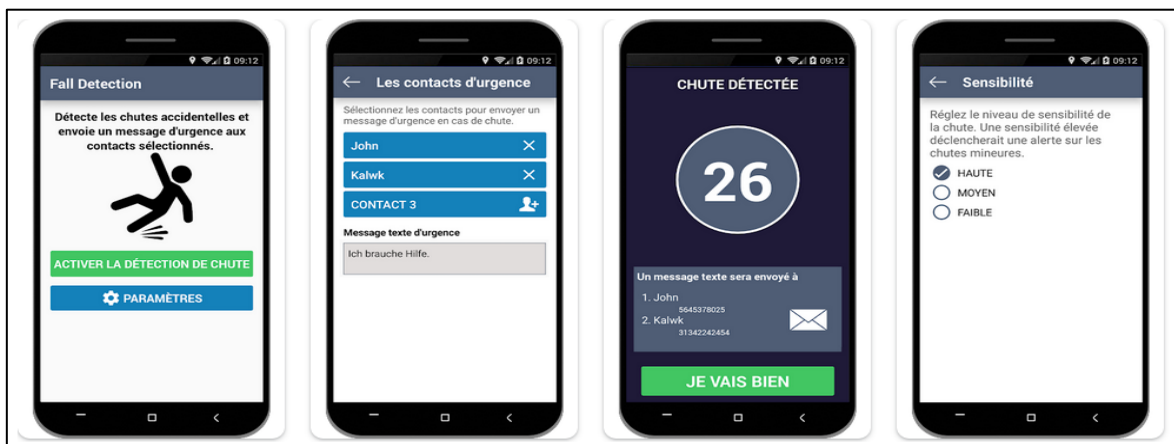 09:12
Fall Detection
Détecte les chutes accidentelles et
envoie un message d'urgence aux
contacts sélectionnés.
ACTIVER LA DÉTECTION DE CHUTE
PARAMÈTRES
09:12
Les contacts d'urgence
Sélectionnez les contacts pour envoyer un
message d'urgence en cas de chute.
John
Kalwk
CONTACT 3
Message texte d'urgence
Ich brauche Hilfe.
09:12
CHUTE DÉTECTÉE
26
Un message texte sera envoyé à
1. John
5645378025
2. Kalwk
31342242454
JE VAIS BIEN
09:12
Sensibilité
Réglez le niveau de sensibilité de
la chute. Une sensibilité élevée
déclencherait une alerte sur les
chutes mineures.
HAUTE
MOYEN
FAIBLE